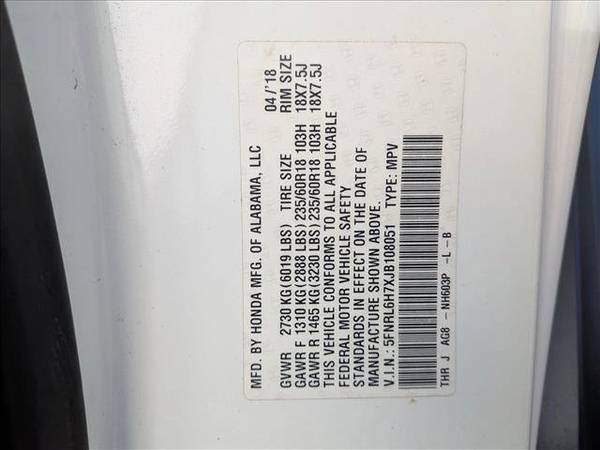 MFD. BY HONDA MFG. OF ALABAMA, LLC 04/'18
GVWR 2730 KG(6019 LBS) TIRE SIZE RIM SIZE
GAWR F 1310 KG(2888 LBS)235/60R18 103H 18X7.5J
GAWR R 1465 KG(3230 LBS)235/60R18 103H 18X7.5J
THIS VEHICLE CONFORMS TO ALL APPLICABLE
FEDERAL MOTOR VEHICLE SAFETY
STANDARDS IN EFFECT ON THE DATE OF
MANUFACTURE SHOWN ABOVE.
V.I.N.: 5FNRL6H7XJB108051 TYPE: MPV
THR J AG8 - NH603P -L-B